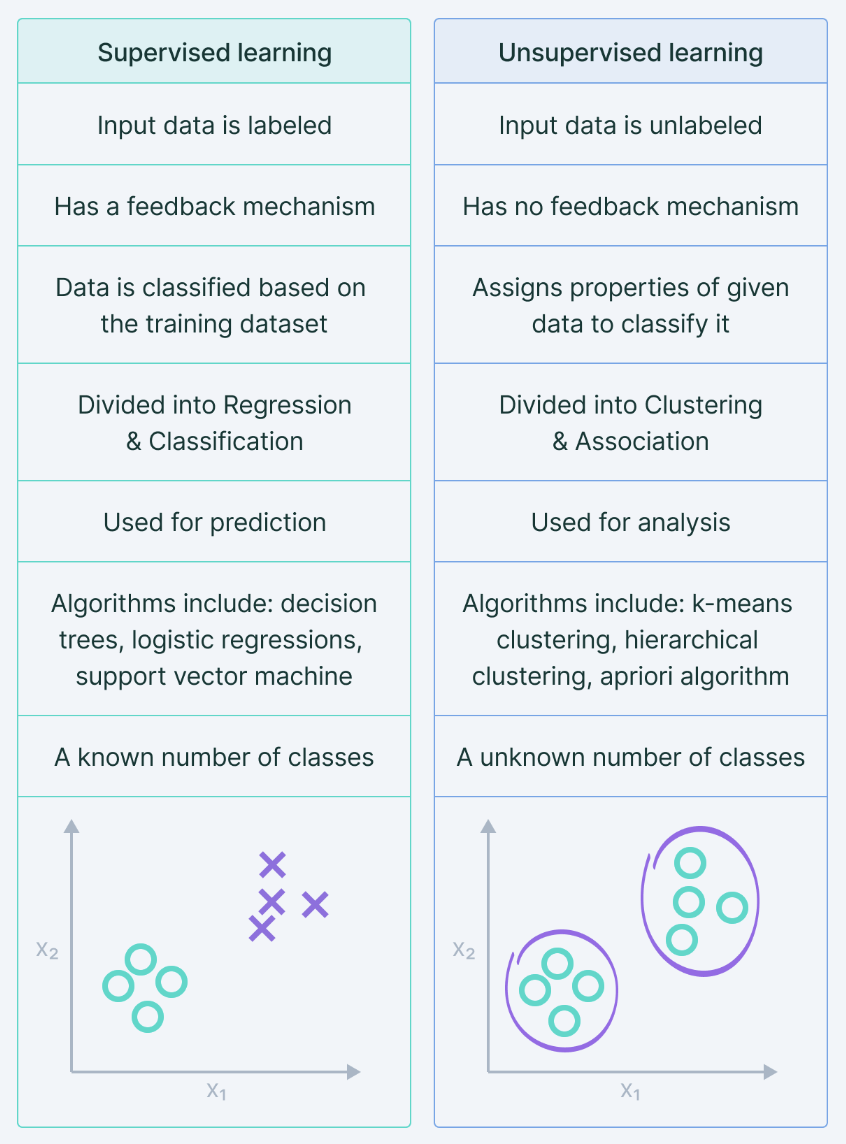 Supervised learning
Input data is labeled
Has a feedback mechanism
Data is classified based on
the training dataset
Divided into Regression
& Classification
Used for prediction
Algorithms include: decision
trees, logistic regressions,
support vector machine
A known number of classes
X₂
X₁
Unsupervised learning
Input data is unlabeled
Has no feedback mechanism
Assigns properties of given
data to classify it
Divided into Clustering
& Association
Used for analysis
Algorithms include: k-means
clustering, hierarchical
clustering, apriori algorithm
A unknown number of classes
X₂
X₁